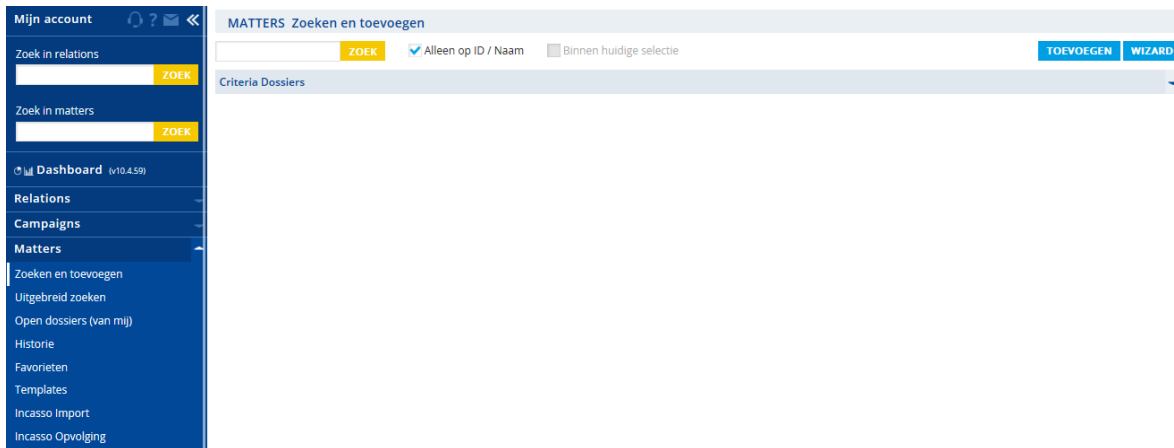 Mijn account
Zoek in relations
ZOEK
Zoek in matters
ZOEK
Dashboard (v10.4.59)
Relations
Campaigns
Matters
Zoeken en toevoegen
Uitgebreid zoeken
Open dossiers (van mij)
Historie
Favorieten
Templates
Incasso Import
Incasso Opvolging
MATTERS Zoeken en toevoegen
ZOEK Alleen op ID / Naam Binnen huidige selectie TOEVOEGEN WIZARD
Criteria Dossiers